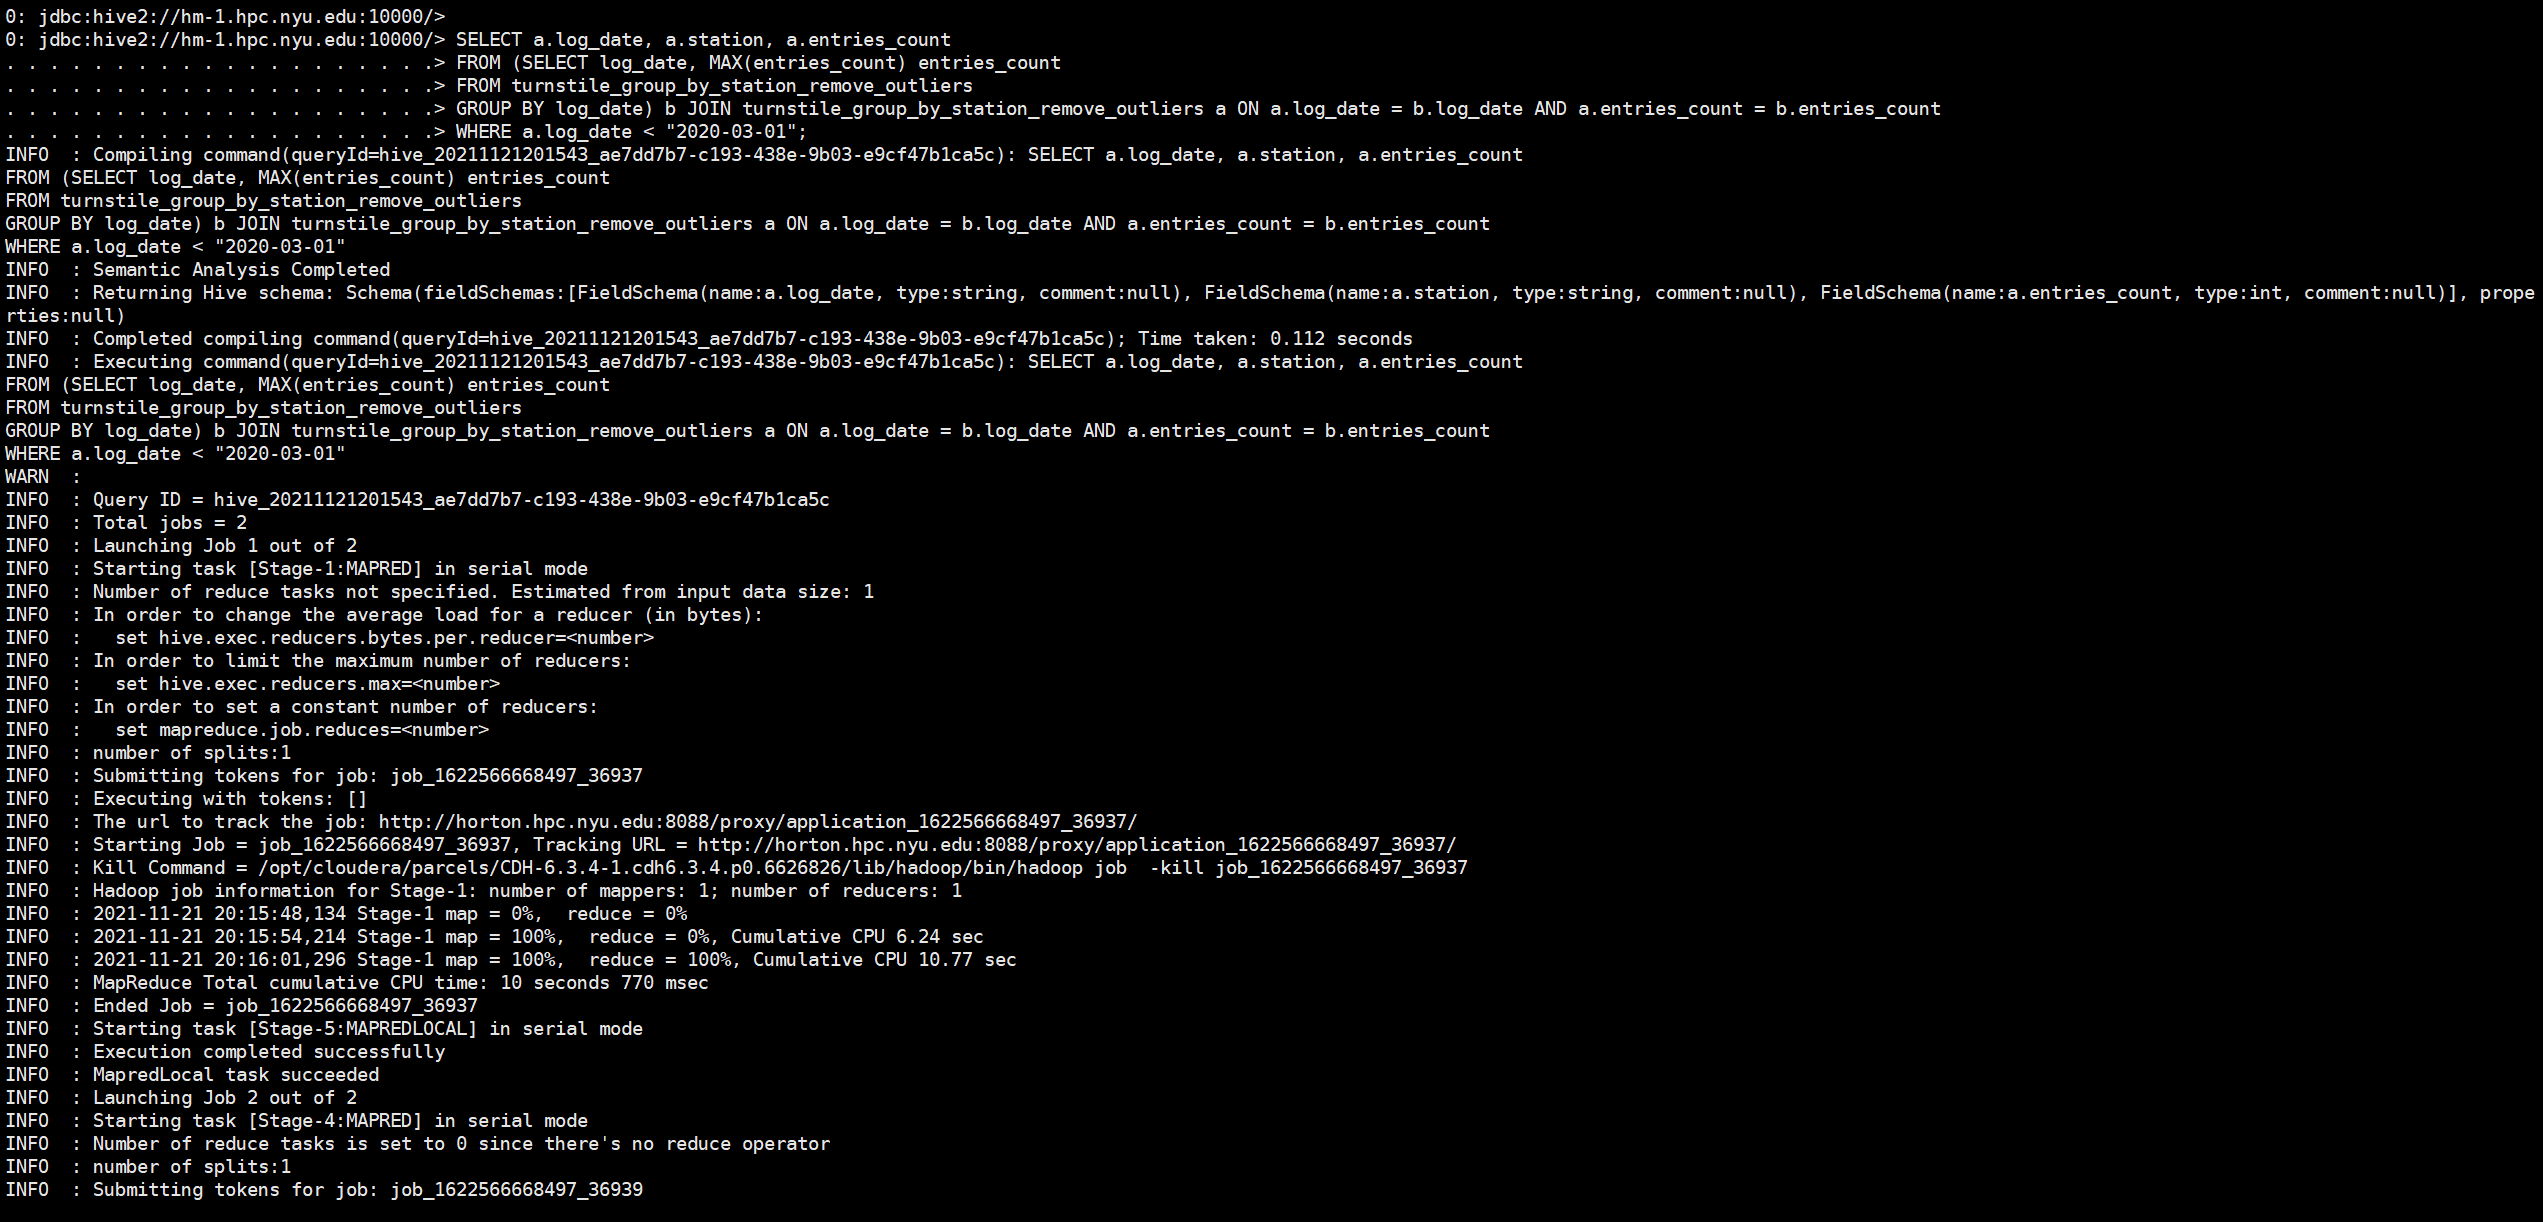 0: jdbc:hive2://hm-1.hpc.nyu.edu:10000/>
0: jdbc:hive2://hm-1.hpc.nyu.edu:10000/> SELECT a.log_date, a.station, a.entries_count
. . . . . . . . . . . . . . . . . . . .> FROM (SELECT log_date, MAX(entries_count) entries_count
. . . . . . . . . . . . . . . . . . . .> FROM turnstile_group_by_station_remove_outliers
. . . . . . . . . . . . . . . . . . . .> GROUP BY log_date) b JOIN turnstile_group_by_station_remove_outliers a ON a.log_date = b.log_date AND a.entries_count = b.entries_count
. . . . . . . . . . . . . . . . . . . .> WHERE a.log_date < "2020-03-01";
INFO  : Compiling command(queryId=hive_20211121201543_ae7dd7b7-c193-438e-9b03-e9cf47b1ca5c): SELECT a.log_date, a.station, a.entries_count
FROM (SELECT log_date, MAX(entries_count) entries_count
FROM turnstile_group_by_station_remove_outliers
GROUP BY log_date) b JOIN turnstile_group_by_station_remove_outliers a ON a.log_date = b.log_date AND a.entries_count = b.entries_count
WHERE a.log_date < "2020-03-01"
INFO  : Semantic Analysis Completed
INFO  : Returning Hive schema: Schema(fieldSchemas:[FieldSchema(name:a.log_date, type:string, comment:null), FieldSchema(name:a.station, type:string, comment:null), FieldSchema(name:a.entries_count, type:int, comment:null)], prope
rties:null)
INFO  : Completed compiling command(queryId=hive_20211121201543_ae7dd7b7-c193-438e-9b03-e9cf47b1ca5c); Time taken: 0.112 seconds
INFO  : Executing command(queryId=hive_20211121201543_ae7dd7b7-c193-438e-9b03-e9cf47b1ca5c): SELECT a.log_date, a.station, a.entries_count
FROM (SELECT log_date, MAX(entries_count) entries_count
FROM turnstile_group_by_station_remove_outliers
GROUP BY log_date) b JOIN turnstile_group_by_station_remove_outliers a ON a.log_date = b.log_date AND a.entries_count = b.entries_count
WHERE a.log_date < "2020-03-01"
WARN  :
INFO  : Query ID = hive_20211121201543_ae7dd7b7-c193-438e-9b03-e9cf47b1ca5c
INFO  : Total jobs = 2
INFO  : Launching Job 1 out of 2
INFO  : Starting task [Stage-1:MAPRED] in serial mode
INFO  : Number of reduce tasks not specified. Estimated from input data size: 1
INFO  : In order to change the average load for a reducer (in bytes):
INFO  :   set hive.exec.reducers.bytes.per.reducer=<number>
INFO  : In order to limit the maximum number of reducers:
INFO  :   set hive.exec.reducers.max=<number>
INFO  : In order to set a constant number of reducers:
INFO  :   set mapreduce.job.reduces=<number>
INFO  : number of splits:1
INFO  : Submitting tokens for job: job_1622566668497_36937
INFO  : Executing with tokens: []
INFO  : The url to track the job: http://horton.hpc.nyu.edu:8088/proxy/application_1622566668497_36937/
INFO  : Starting Job = job_1622566668497_36937, Tracking URL = http://horton.hpc.nyu.edu:8088/proxy/application_1622566668497_36937/
INFO  : Kill Command = /opt/cloudera/parcels/CDH-6.3.4-1.cdh6.3.4.p0.6626826/lib/hadoop/bin/hadoop job  -kill job_1622566668497_36937
INFO  : Hadoop job information for Stage-1: number of mappers: 1; number of reducers: 1
INFO  : 2021-11-21 20:15:48,134 Stage-1 map = 0%,  reduce = 0%
INFO  : 2021-11-21 20:15:54,214 Stage-1 map = 100%,  reduce = 0%, Cumulative CPU 6.24 sec
INFO  : 2021-11-21 20:16:01,296 Stage-1 map = 100%,  reduce = 100%, Cumulative CPU 10.77 sec
INFO  : MapReduce Total cumulative CPU time: 10 seconds 770 msec
INFO  : Ended Job = job_1622566668497_36937
INFO  : Starting task [Stage-5:MAPREDLOCAL] in serial mode
INFO  : Execution completed successfully
INFO  : MapredLocal task succeeded
INFO  : Launching Job 2 out of 2
INFO  : Starting task [Stage-4:MAPRED] in serial mode
INFO  : Number of reduce tasks is set to 0 since there's no reduce operator
INFO  : number of splits:1
INFO  : Submitting tokens for job: job_1622566668497_36939